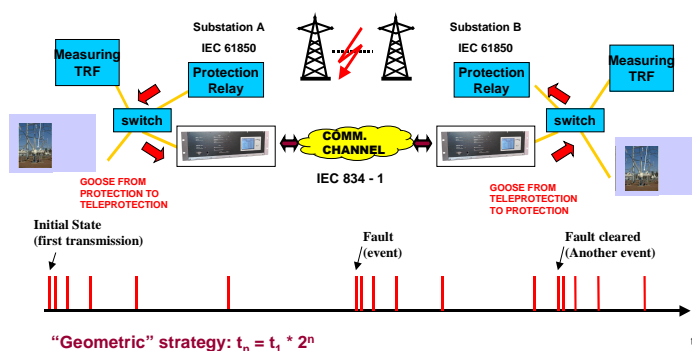 Substation A
IEC 61850
Substation B
IEC 61850
Measuring
TRF
Protection
Relay
switch
COMM.
CHANNEL
IEC 834 - 1
Protection
Relay
Measuring
TRF
switch
GOOSE FROM
PROTECTION TO
TELEPROTECTION
GOOSE FROM
TELEPROTECTION
TO PROTECTION
Initial State
(first transmission)
Fault
(event)
Fault cleared
(Another event)
“Geometric” strategy: tₙ = t₁ * 2ⁿ
t